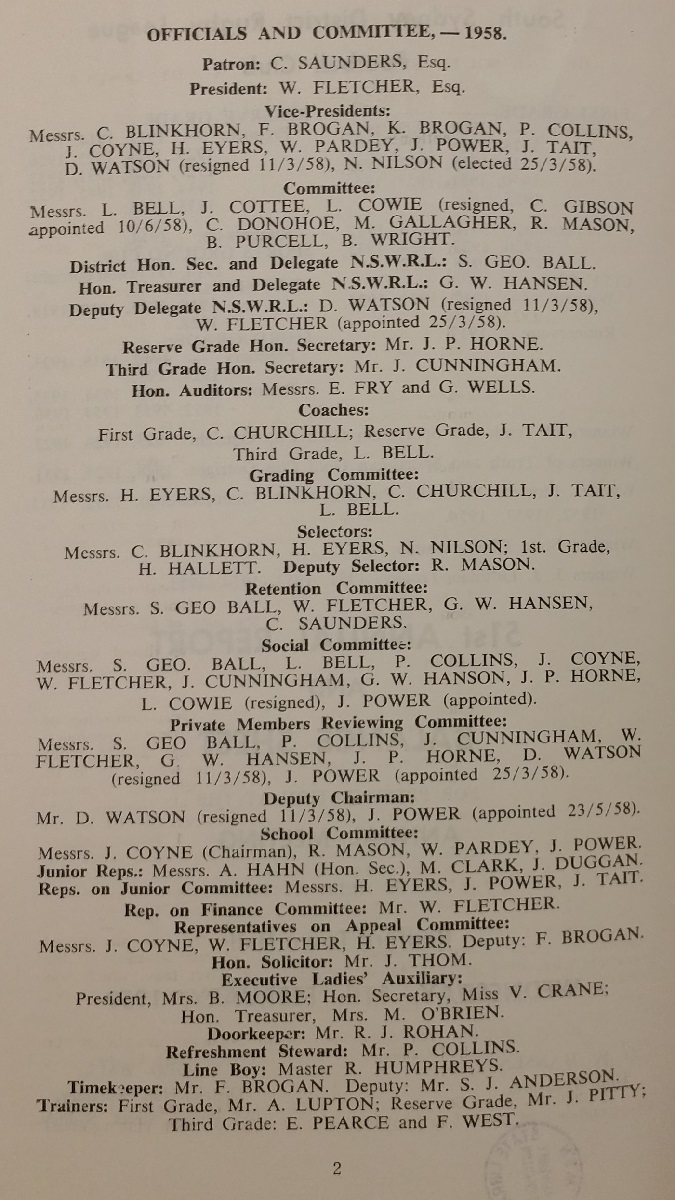 OFFICIALS AND COMMITTEE,—1958.
Patron: C. SAUNDERS, Esq.
President: W. FLETCHER, Esq.
Vice-Presidents:
Messrs. C. BLINKHORN, F. BROGAN, K. BROGAN, P. COLLINS,
J. COYNE, H. EYERS, W. PARDEY, J. POWER, J. TAIT,
D. WATSON (resigned 11/3/58), N. NILSON (elected 25/3/58).
Committee:
Messrs. L. BELL, J. COTTEE, L. COWIE (resigned, C. GIBSON
appointed 10/6/58), C. DONOHOE, M. GALLAGHER, R. MASON,
B. PURCELL, B. WRIGHT.
District Hon. Sec. and Delegate N.S.W.R.L.: S. GEO. BALL.
Hon. Treasurer and Delegate N.S.W.R.L.: G. W. HANSEN.
Deputy Delegate N.S.W.R.L.: D. WATSON (resigned 11/3/58),
W. FLETCHER (appointed 25/3/58).
Reserve Grade Hon. Secretary: Mr. J. P. HORNE.
Third Grade Hon. Secretary: Mr. J. CUNNINGHAM.
Hon. Auditors: Messrs. E. FRY and G. WELLS.
Coaches:
First Grade, C. CHURCHILL; Reserve Grade, J. TAIT,
Third Grade, L. BELL.
Grading Committee:
Messrs. H. EYERS, C. BLINKHORN, C. CHURCHILL, J. TAIT,
L. BELL.
Selectors:
Messrs. C. BLINKHORN, H. EYERS, N. NILSON; 1st. Grade,
H. HALLETT. Deputy Selector: R. MASON.
Retention Committee:
Messrs. S. GEO BALL, W. FLETCHER, G. W. HANSEN,
C. SAUNDERS.
Social Committee:
Messrs. S. GEO. BALL, L. BELL, P. COLLINS, J. COYNE,
W. FLETCHER, J. CUNNINGHAM, G. W. HANSON, J. P. HORNE,
L. COWIE (resigned), J. POWER (appointed).
Private Members Reviewing Committee:
Messrs. S. GEO BALL, P. COLLINS, J. CUNNINGHAM, W.
FLETCHER, G. W. HANSEN, J. P. HORNE, D. WATSON
(resigned 11/3/58), J. POWER (appointed 25/3/58).
Deputy Chairman:
Mr. D. WATSON (resigned 11/3/58), J. POWER (appointed 23/5/58).
School Committee:
Messrs. J. COYNE (Chairman), R. MASON, W. PARDEY, J. POWER.
Junior Reps.: Messrs. A. HAHN (Hon. Sec.), M. CLARK, J. DUGGAN.
Reps. on Junior Committee: Messrs. H. EYERS, J. POWER, J. TAIT.
Rep. on Finance Committee: Mr. W. FLETCHER.
Representatives on Appeal Committee:
Messrs. J. COYNE, W. FLETCHER, H. EYERS. Deputy: F. BROGAN.
Hon. Solicitor: Mr. J. THOM.
Executive Ladies' Auxiliary:
President, Mrs. B. MOORE; Hon. Secretary, Miss V. CRANE;
Hon. Treasurer, Mrs. M. O'BRIEN.
Doorkeeper: Mr. R. J. ROHAN.
Refreshment Steward: Mr. P. COLLINS.
Line Boy: Master R. HUMPHREYS.
Timekeeper: Mr. F. BROGAN. Deputy: Mr. S. J. ANDERSON.
Trainers: First Grade, Mr. A. LUPTON; Reserve Grade, Mr. J. PITTY;
Third Grade: E. PEARCE and F. WEST.
2